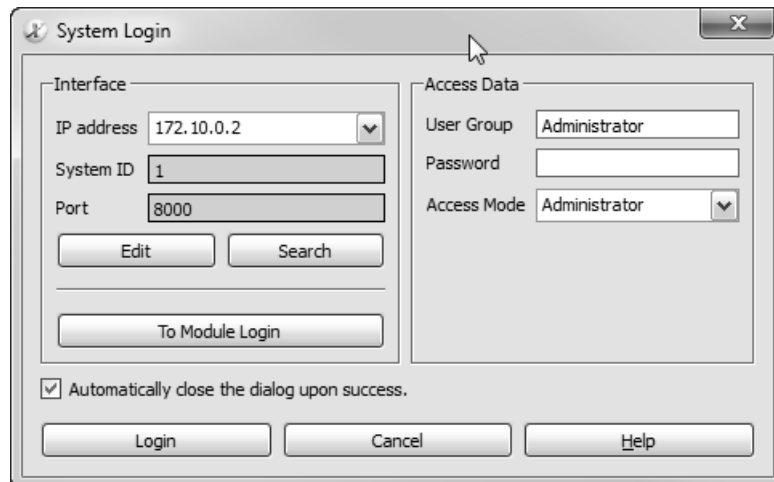 System Login
Interface
IP address 172.10.0.2
System ID 1
Port 8000
Edit Search
To Module Login
Access Data
User Group Administrator
Password
Access Mode Administrator
Automatically close the dialog upon success.
Login Cancel Help